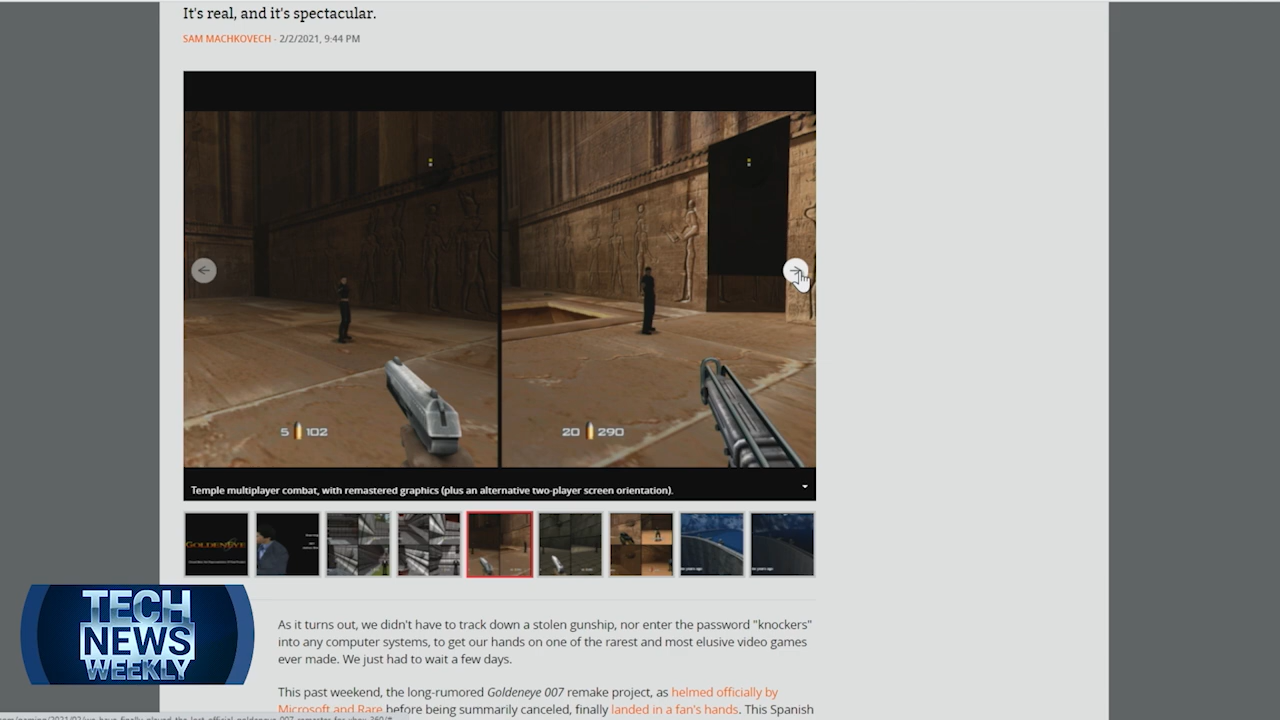 It's real, and it's spectacular.
SAM MACHKOVECH - 2/2/2021, 9:44 PM
5 102
20 290
Temple multiplayer combat, with remastered graphics (plus an alternative two-player screen orientation).
GOLDENEYE
TECH
NEWS
WEEKLY
As it turns out, we didn't have to track down a stolen gunship, nor enter the password "knockers"
into any computer systems, to get our hands on one of the rarest and most elusive video games
ever made. We just had to wait a few days.
This past weekend, the long-rumored Goldeneye 007 remake project, as helmed officially by
Microsoft and Rare before being summarily canceled, finally landed in a fan's hands. This Spanish